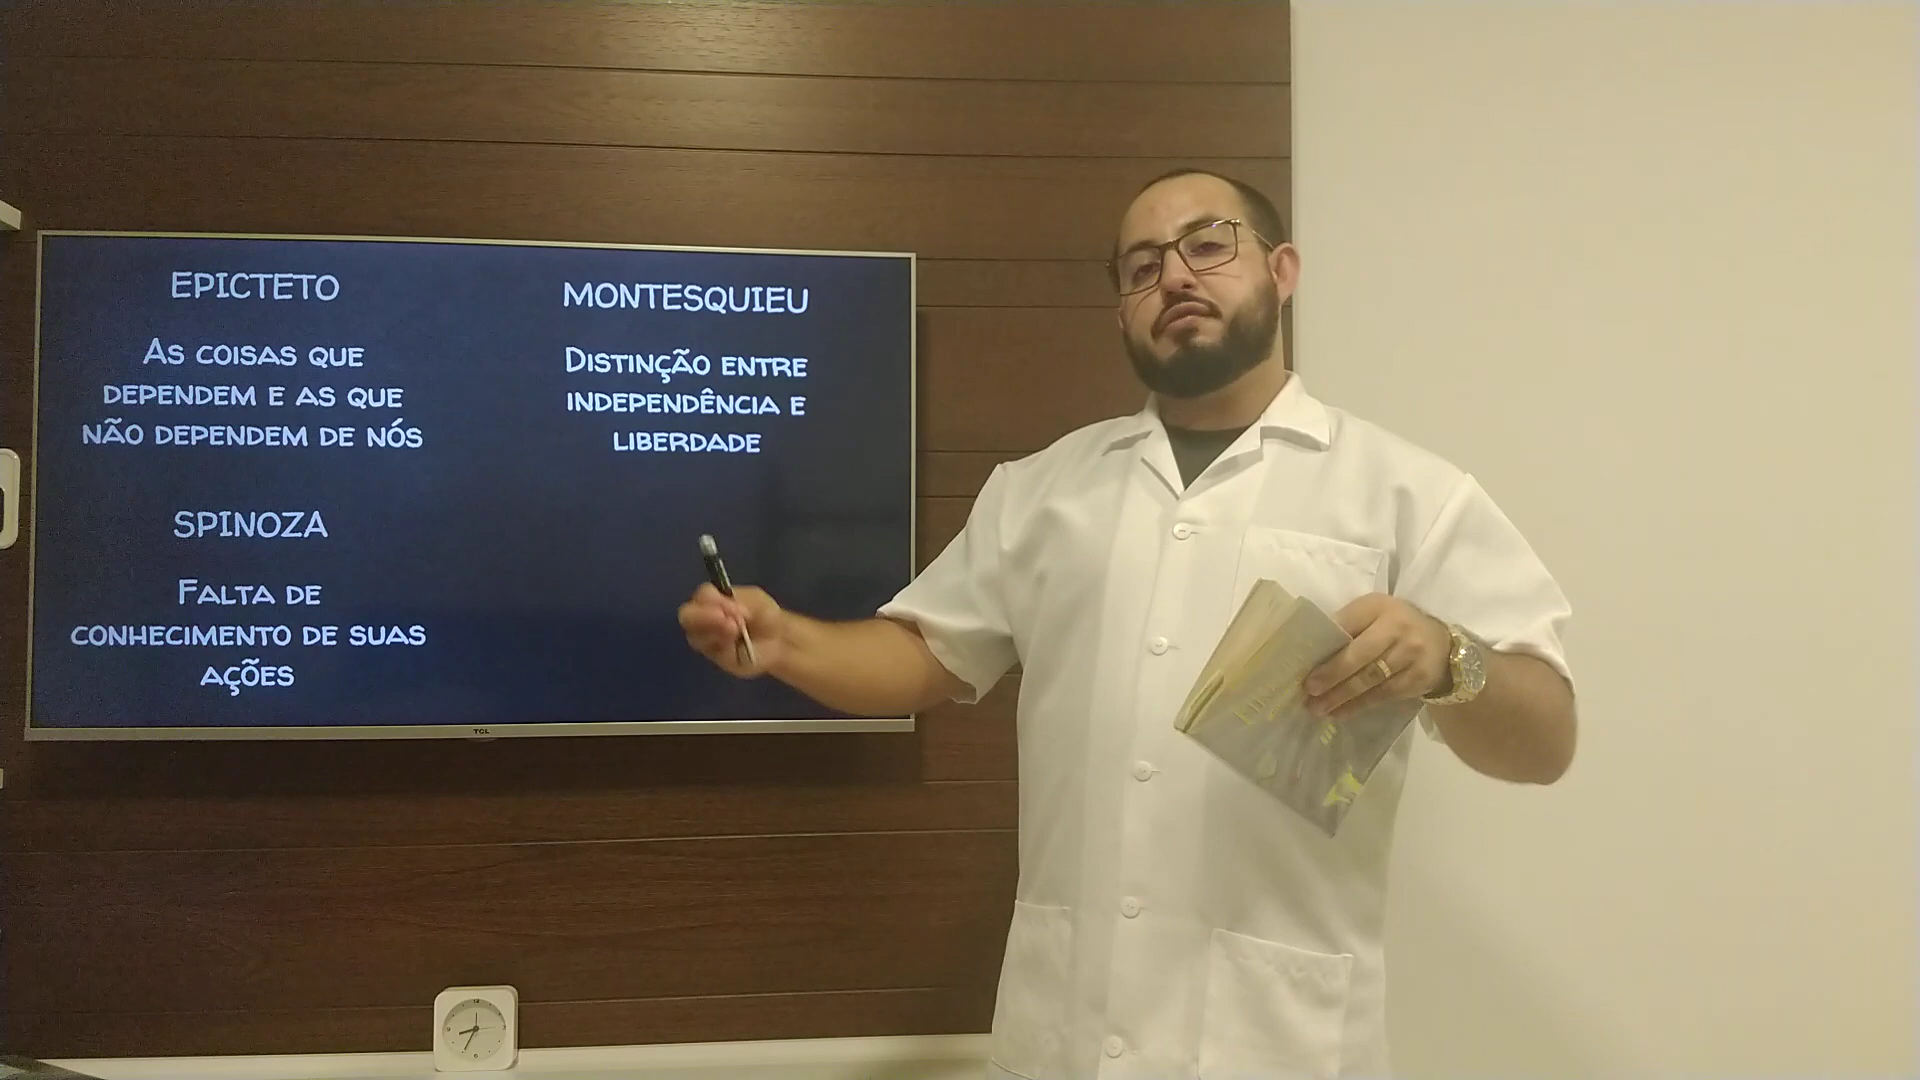 EPICTETO
AS COISAS QUE
DEPENDEM E AS QUE
NÃO DEPENDEM DE NÓS
SPINOZA
FALTA DE
CONHECIMENTO DE SUAS
AÇÕES
MONTESQUIEU
DISTINÇÃO ENTRE
INDEPENDÊNCIA E
LIBERDADE
TCL